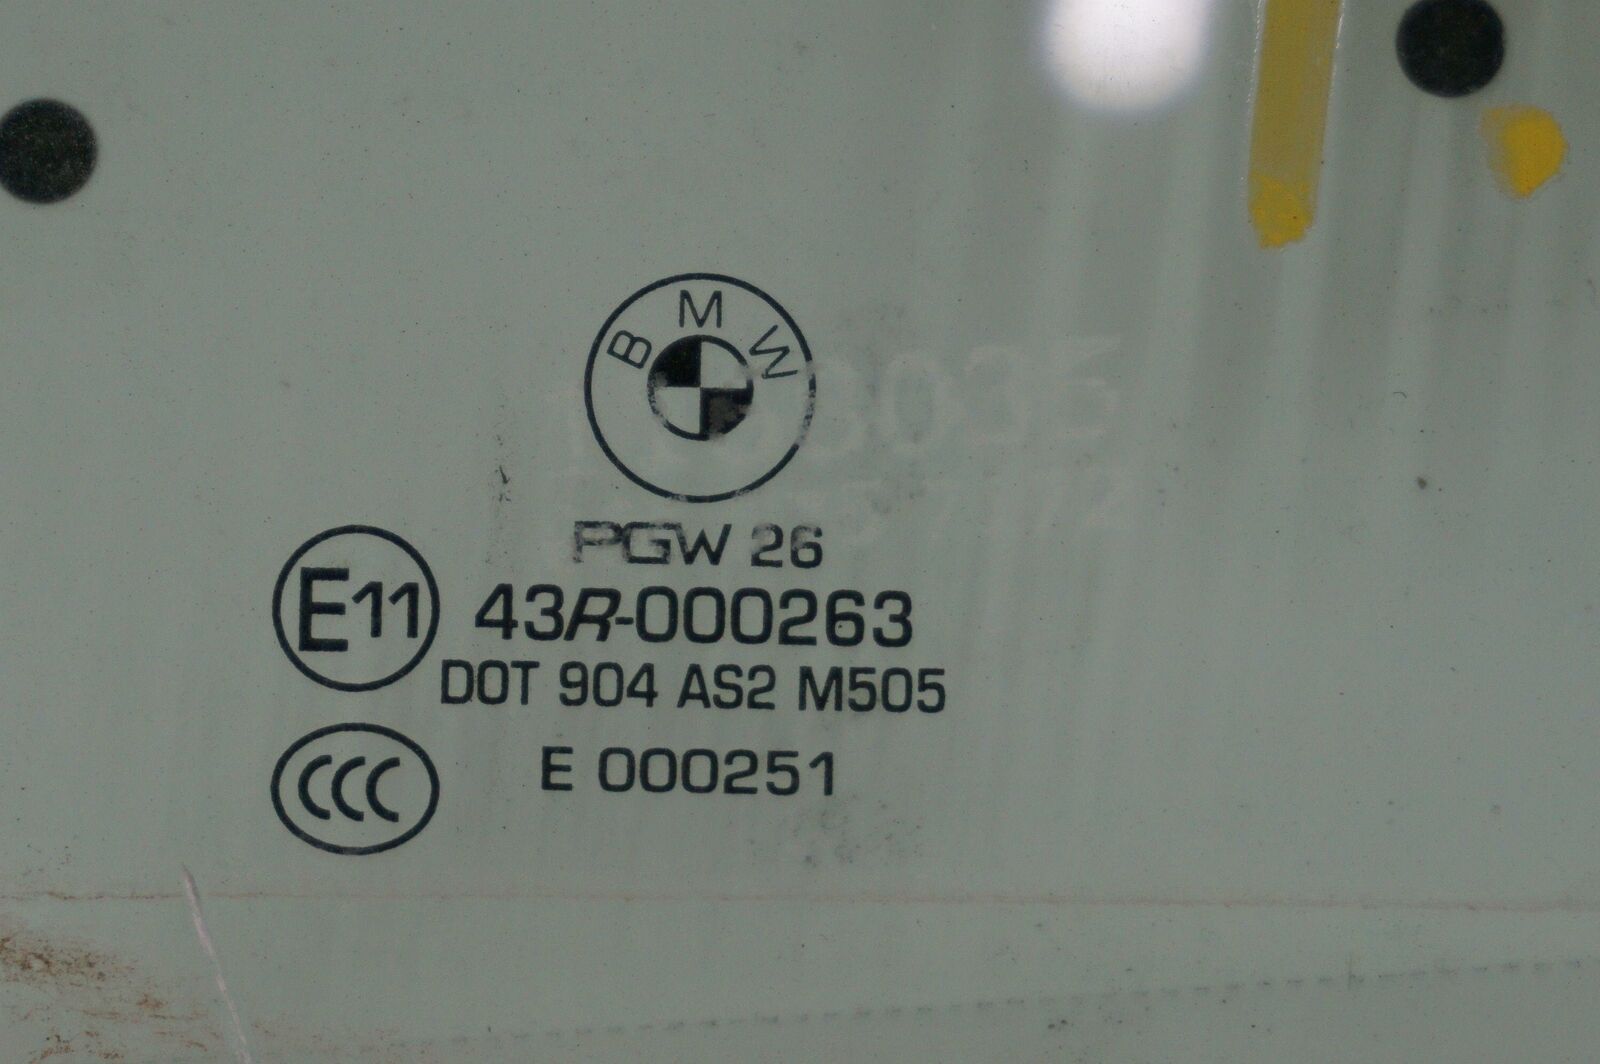 BMW
PGW 26
E11
43R-000263
DOT 904 AS2 M505
CCC
E 000251